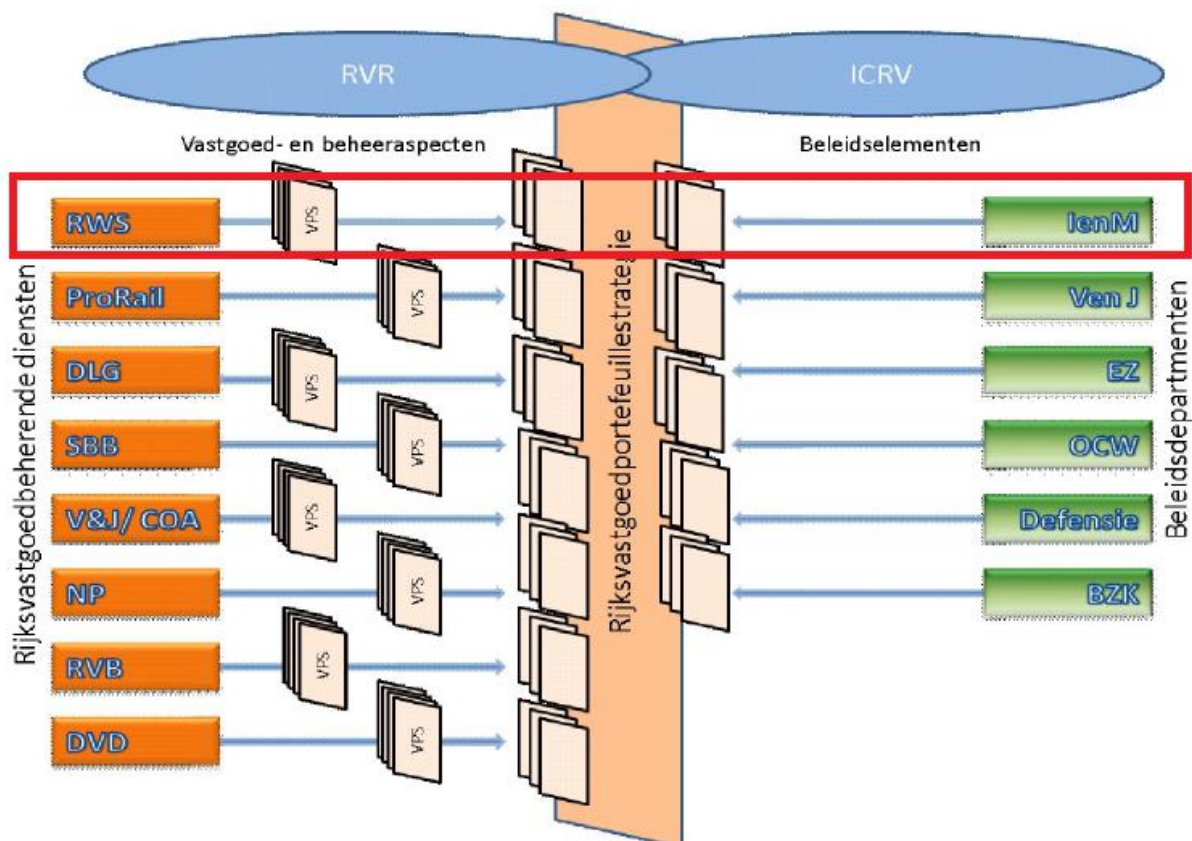 RVR
ICRV
Vastgoed- en beheeraspecten
Beleidselementen
Rijksvastgoedbeherende diensten
RWS
VPS
ProRail
VPS
DLG
VPS
SBB
VPS
V&J/ COA
VPS
NP
VPS
RVB
VPS
DVD
VPS
Rijksvastgoedportefeuillestrategie
IenM
Ven J
EZ
OCW
Defensie
BZK
Beleidsdepartmenten